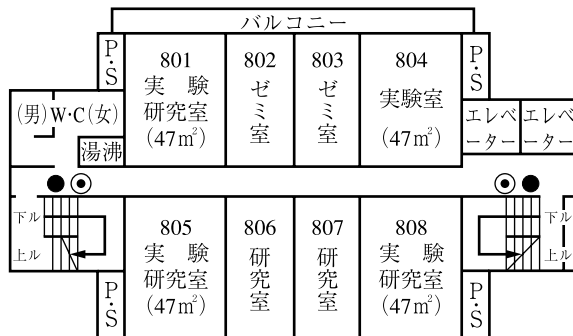 バルコニー
P・S
801
実験
研究室
(47㎡)
802
ゼミ室
803
ゼミ室
804
実験室
(47㎡)
P・S
(男)W・C(女)
湯沸
エレベーター
エレベーター
下ル
上ル
805
実験
研究室
(47㎡)
806
研究室
807
研究室
808
実験
研究室
(47㎡)
下ル
上ル
P・S
P・S